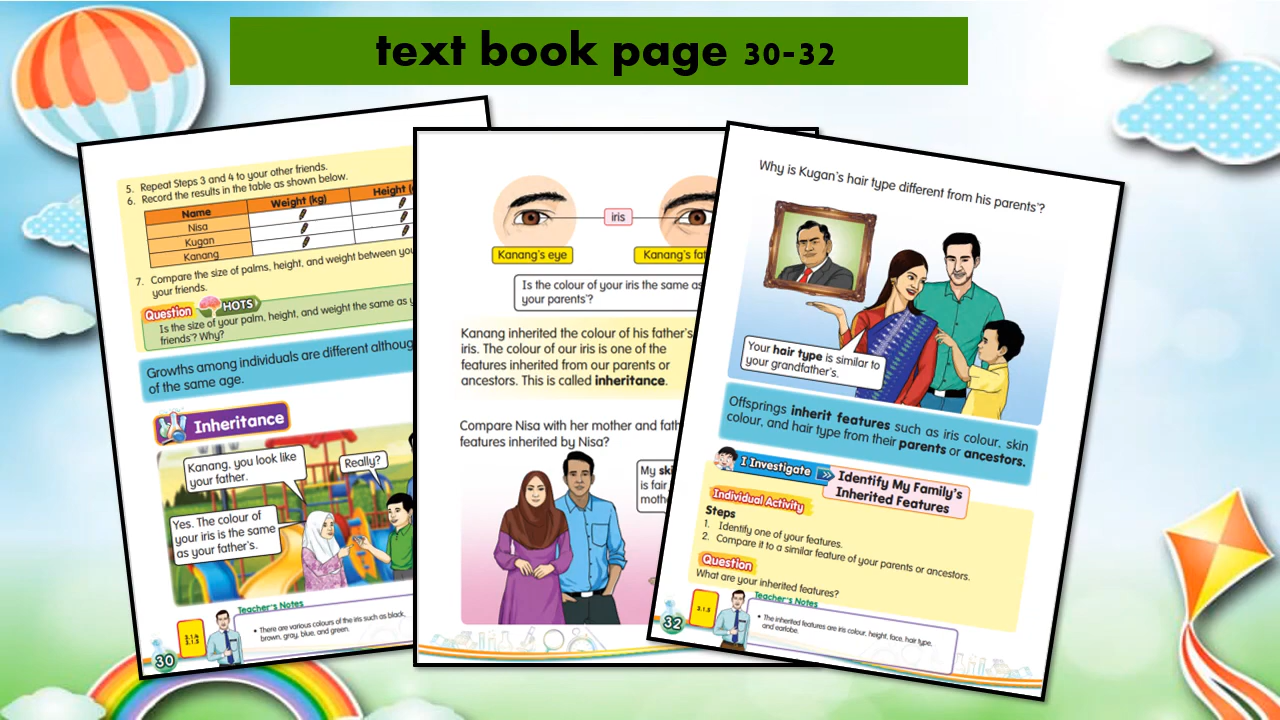 text book page 30-32
5. Repeat Steps 3 and 4 to your other friends.
6. Record the results in the table as shown below.
Name Weight (kg) Height
Nisa
Kugan
Kanang
7. Compare the size of palms, height, and weight between
your friends.
Question HOTS
Is the size of your palm, height, and weight the same as
friends'? Why?
Growths among individuals are different
of the same age.
Inheritance
Kanang, you look like
your father.
Really?
Yes. The colour of
your iris is the same
as your father's.
Teacher's Notes
• There are various colours of the iris such as black,
brown, gray, blue, and green.
3.1.4
3.1.5
30
iris
Kanang's eye
Kanang's
Is the colour of your iris the same as
your parents'?
Kanang inherited the colour of his father's
iris. The colour of our iris is one of the
features inherited from our parents or
ancestors. This is called inheritance.
Compare Nisa with her mother and
features inherited by Nisa?
My
is fair
Why is Kugan's hair type different from his parents'?
Your hair type is similar to
your grandfather's.
Offsprings inherit features such as iris colour, skin
colour, and hair type from their parents or ancestors.
I Investigate
Identify My Family's
Inherited Features
Individual Activity
Steps
1. Identify one of your features.
2. Compare it to a similar feature of your parents or ancestors.
Question
What are your inherited features?
Teacher's Notes
• The inherited features are iris colour, height, face, hair type,
and earlobe.
3.1.5
32